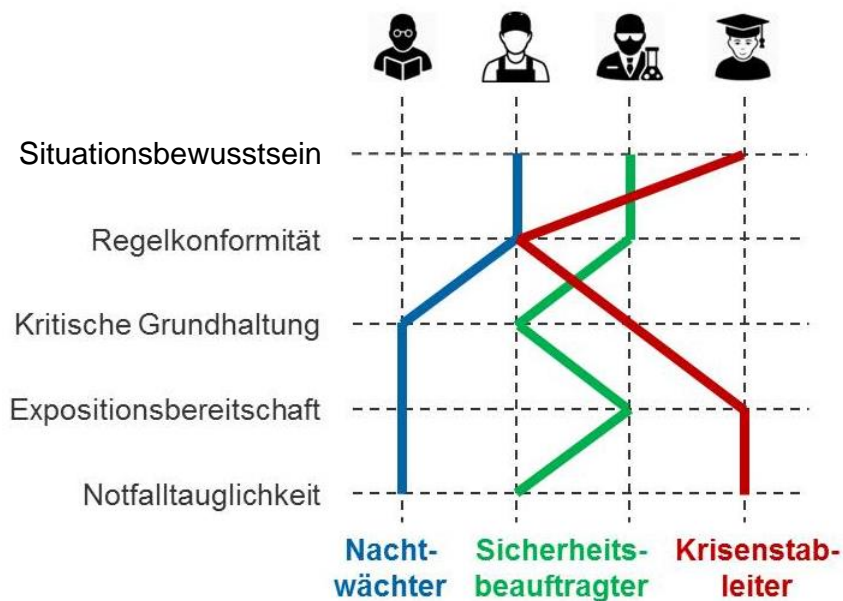 Situationsbewusstsein
Regelkonformität
Kritische Grundhaltung
Expositionsbereitschaft
Notfalltauglichkeit
Nacht-
wächter
Sicherheits-
beauftragter
Krisenstab-
leiter